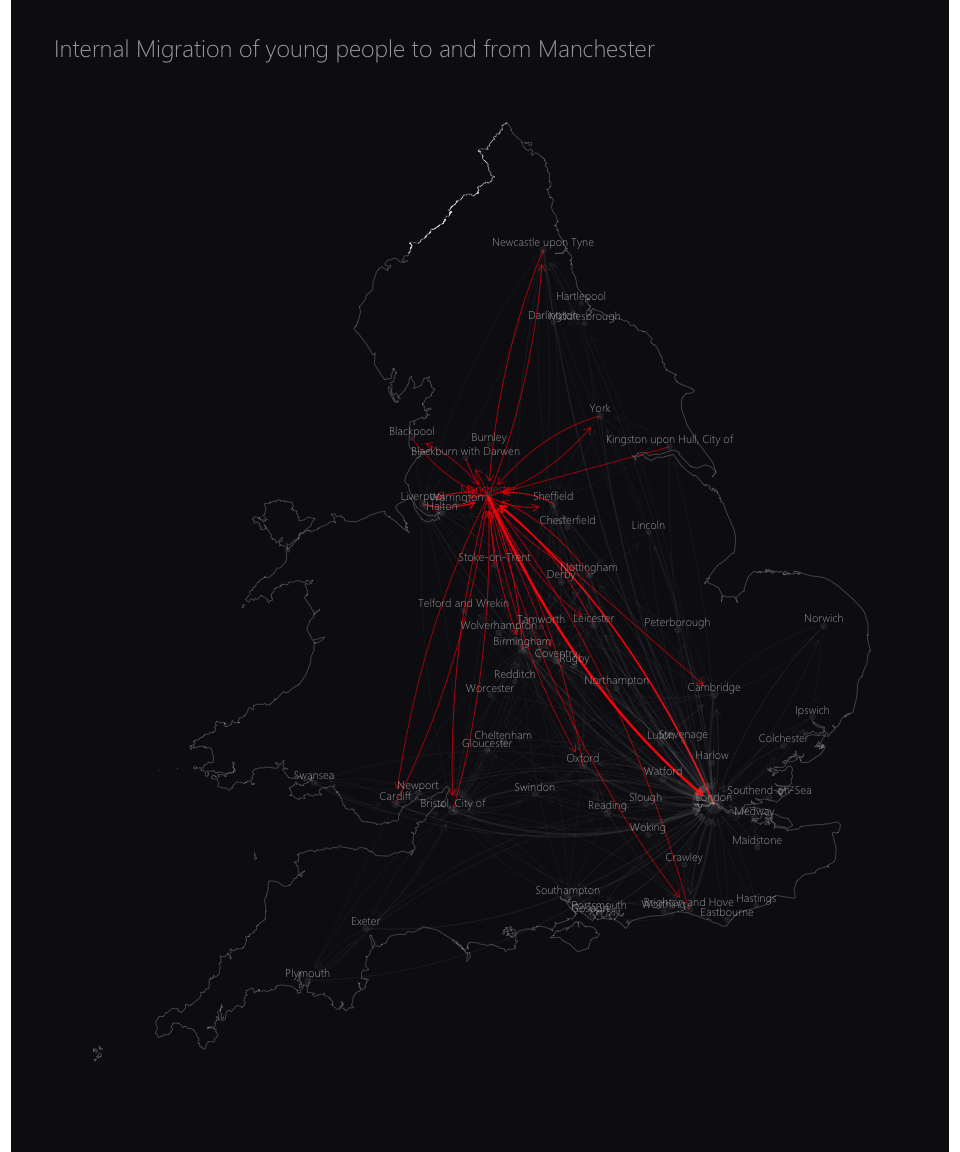 Internal Migration of young people to and from Manchester
Newcastle upon Tyne
Hartlepool
Darlington
Middlesbrough
York
Blackpool
Burnley
Kingston upon Hull, City of
Blackburn with Darwen
Manchester
Liverpool
Warrington
Sheffield
Halton
Chesterfield
Lincoln
Stoke-on-Trent
Nottingham
Derby
Telford and Wrekin
Tamworth
Leicester
Norwich
Wolverhampton
Peterborough
Birmingham
Coventry
Rugby
Redditch
Northampton
Worcester
Cambridge
Ipswich
Cheltenham
Gloucester
Luton
Stevenage
Colchester
Oxford
Harlow
Watford
Swansea
Newport
Swindon
Southend-on-Sea
Cardiff
Bristol, City of
Slough
London
Reading
Medway
Woking
Maidstone
Crawley
Southampton
Portsmouth
Gosport
Worthing
Brighton and Hove
Hastings
Eastbourne
Exeter
Plymouth